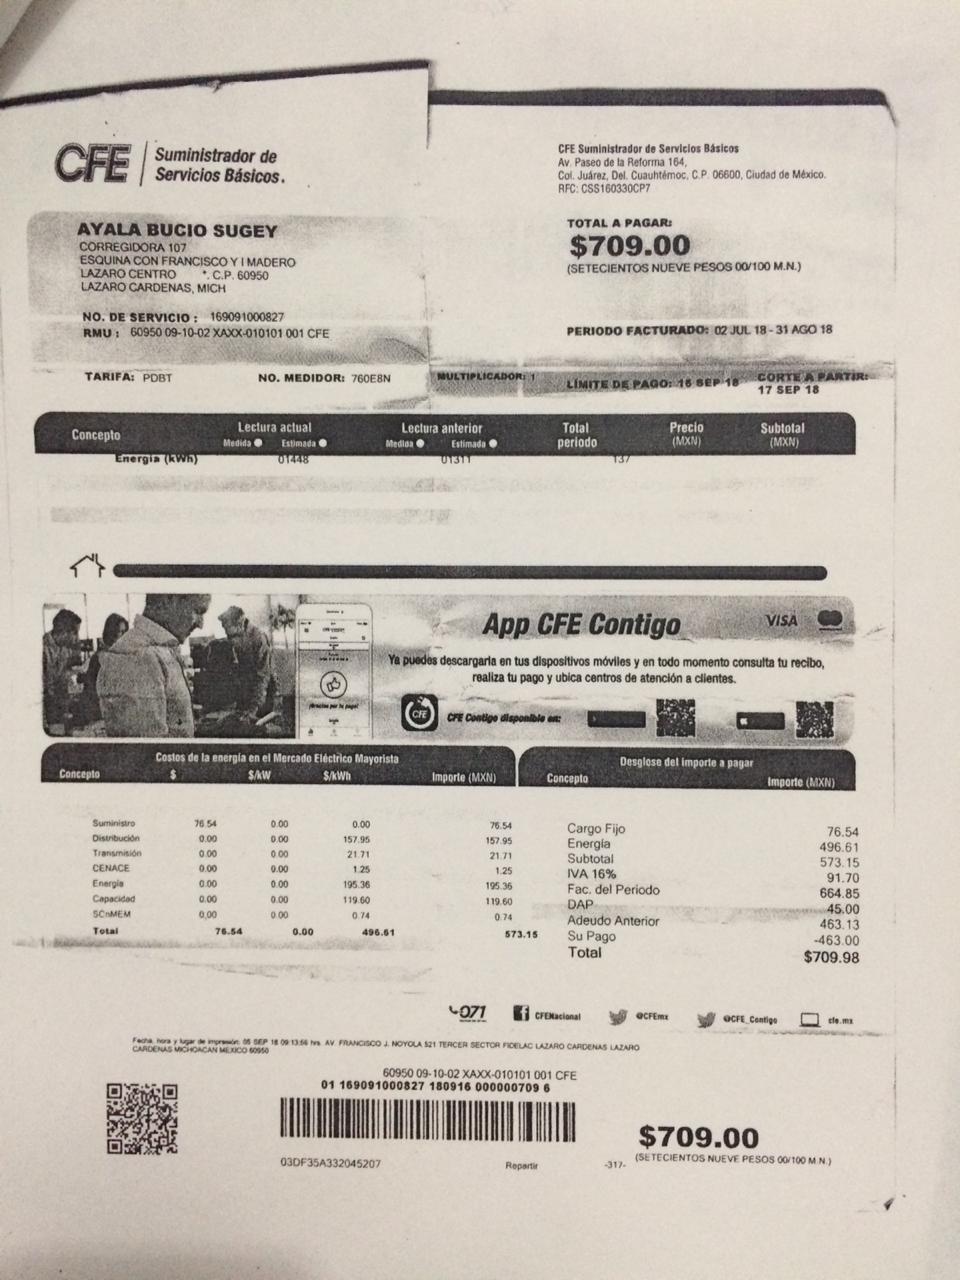 CFE Suministrador de
Servicios Básicos.
CFE Suministrador de Servicios Básicos
Av. Paseo de la Reforma 164,
Col. Juárez, Del. Cuauhtémoc, C.P. 06600, Ciudad de México.
RFC: CSS160330CP7
AYALA BUCIO SUGEY
CORREGIDORA 107
ESQUINA CON FRANCISCO Y I MADERO
LAZARO CENTRO *. C.P. 60950
LAZARO CARDENAS, MICH
TOTAL A PAGAR:
$709.00
(SETECIENTOS NUEVE PESOS 00/100 M.N.)
NO. DE SERVICIO : 169091000827
RMU : 60950 09-10-02 XAXX-010101 001 CFE
PERIODO FACTURADO: 02 JUL 18 - 31 AGO 18
TARIFA: PDBT NO. MEDIDOR: 760E8N MULTIPLICADOR: 1
LÍMITE DE PAGO: 16 SEP 18 CORTE A PARTIR:
17 SEP 18
Concepto Lectura actual Lectura anterior Total periodo Precio (MXN) Subtotal (MXN)
Medida Estimada Medida Estimada
Energía (kWh) 01448 01311 137
App CFE Contigo VISA
Ya puedes descargarla en tus dispositivos móviles y en todo momento consulta tu recibo,
realiza tu pago y ubica centros de atención a clientes.
CFE
CFE Contigo disponible en:
Costos de la energía en el Mercado Eléctrico Mayorista
Concepto $ $/kW $/kWh Importe (MXN)
Suministro 76.54 0.00 0.00 76.54
Distribución 0.00 0.00 157.95 157.95
Transmisión 0.00 0.00 21.71 21.71
CENACE 0.00 0.00 1.25 1.25
Energía 0.00 0.00 195.36 195.36
Capacidad 0.00 0.00 119.60 119.60
SCnMEM 0.00 0.00 0.74 0.74
Total 76.54 0.00 496.61 573.15
Desglose del importe a pagar
Concepto Importe (MXN)
Cargo Fijo 76.54
Energía 496.61
Subtotal 573.15
IVA 16% 91.70
Fac. del Periodo 664.85
DAP 45.00
Adeudo Anterior 463.13
Su Pago -463.00
Total $709.98
071 CFENacional @CFEmx @CFE_Contigo cfe.mx
Fecha, hora y lugar de impresión: 05 SEP 18 09:13:56 hrs. AV. FRANCISCO J. NOYOLA 521 TERCER SECTOR FIDELAC LAZARO CARDENAS LAZARO
CARDENAS MICHOACAN MEXICO 60950
60950 09-10-02 XAXX-010101 001 CFE
01 169091000827 180916 000000709 6
$709.00
(SETECIENTOS NUEVE PESOS 00/100 M.N.)
03DF35A332045207 Repartir -317-